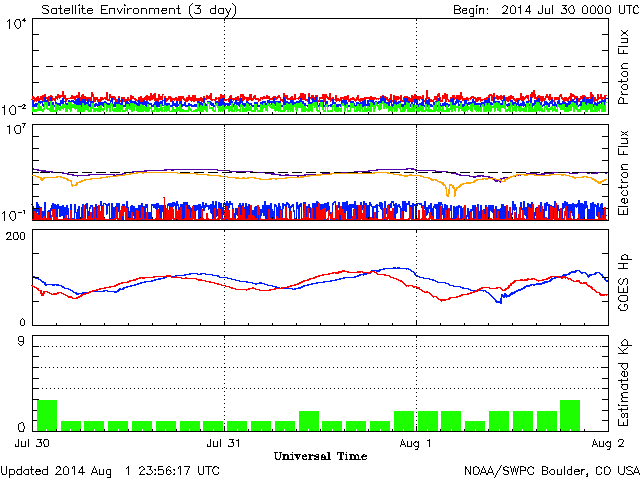 Satellite Environment (3 day) Begin: 2014 Jul 30 0000 UTC
10^4
10^-2
Proton Flux
10^7
10^-1
Electron Flux
200
0
GOES Hp
9
0
Estimated Kp
Jul 30 Jul 31 Aug 1 Aug 2
Universal Time
Updated 2014 Aug 1 23:56:17 UTC NOAA/SWPC Boulder, CO USA